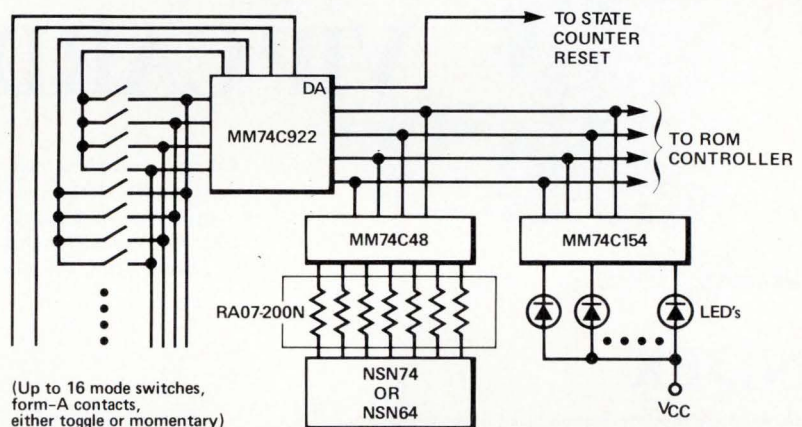 TO STATE
COUNTER
RESET
DA
MM74C922
TO ROM
CONTROLLER
MM74C48
MM74C154
RA07-200N
LED's
NSN74
OR
NSN64
VCC
(Up to 16 mode switches,
form-A contacts,
either toggle or momentary)